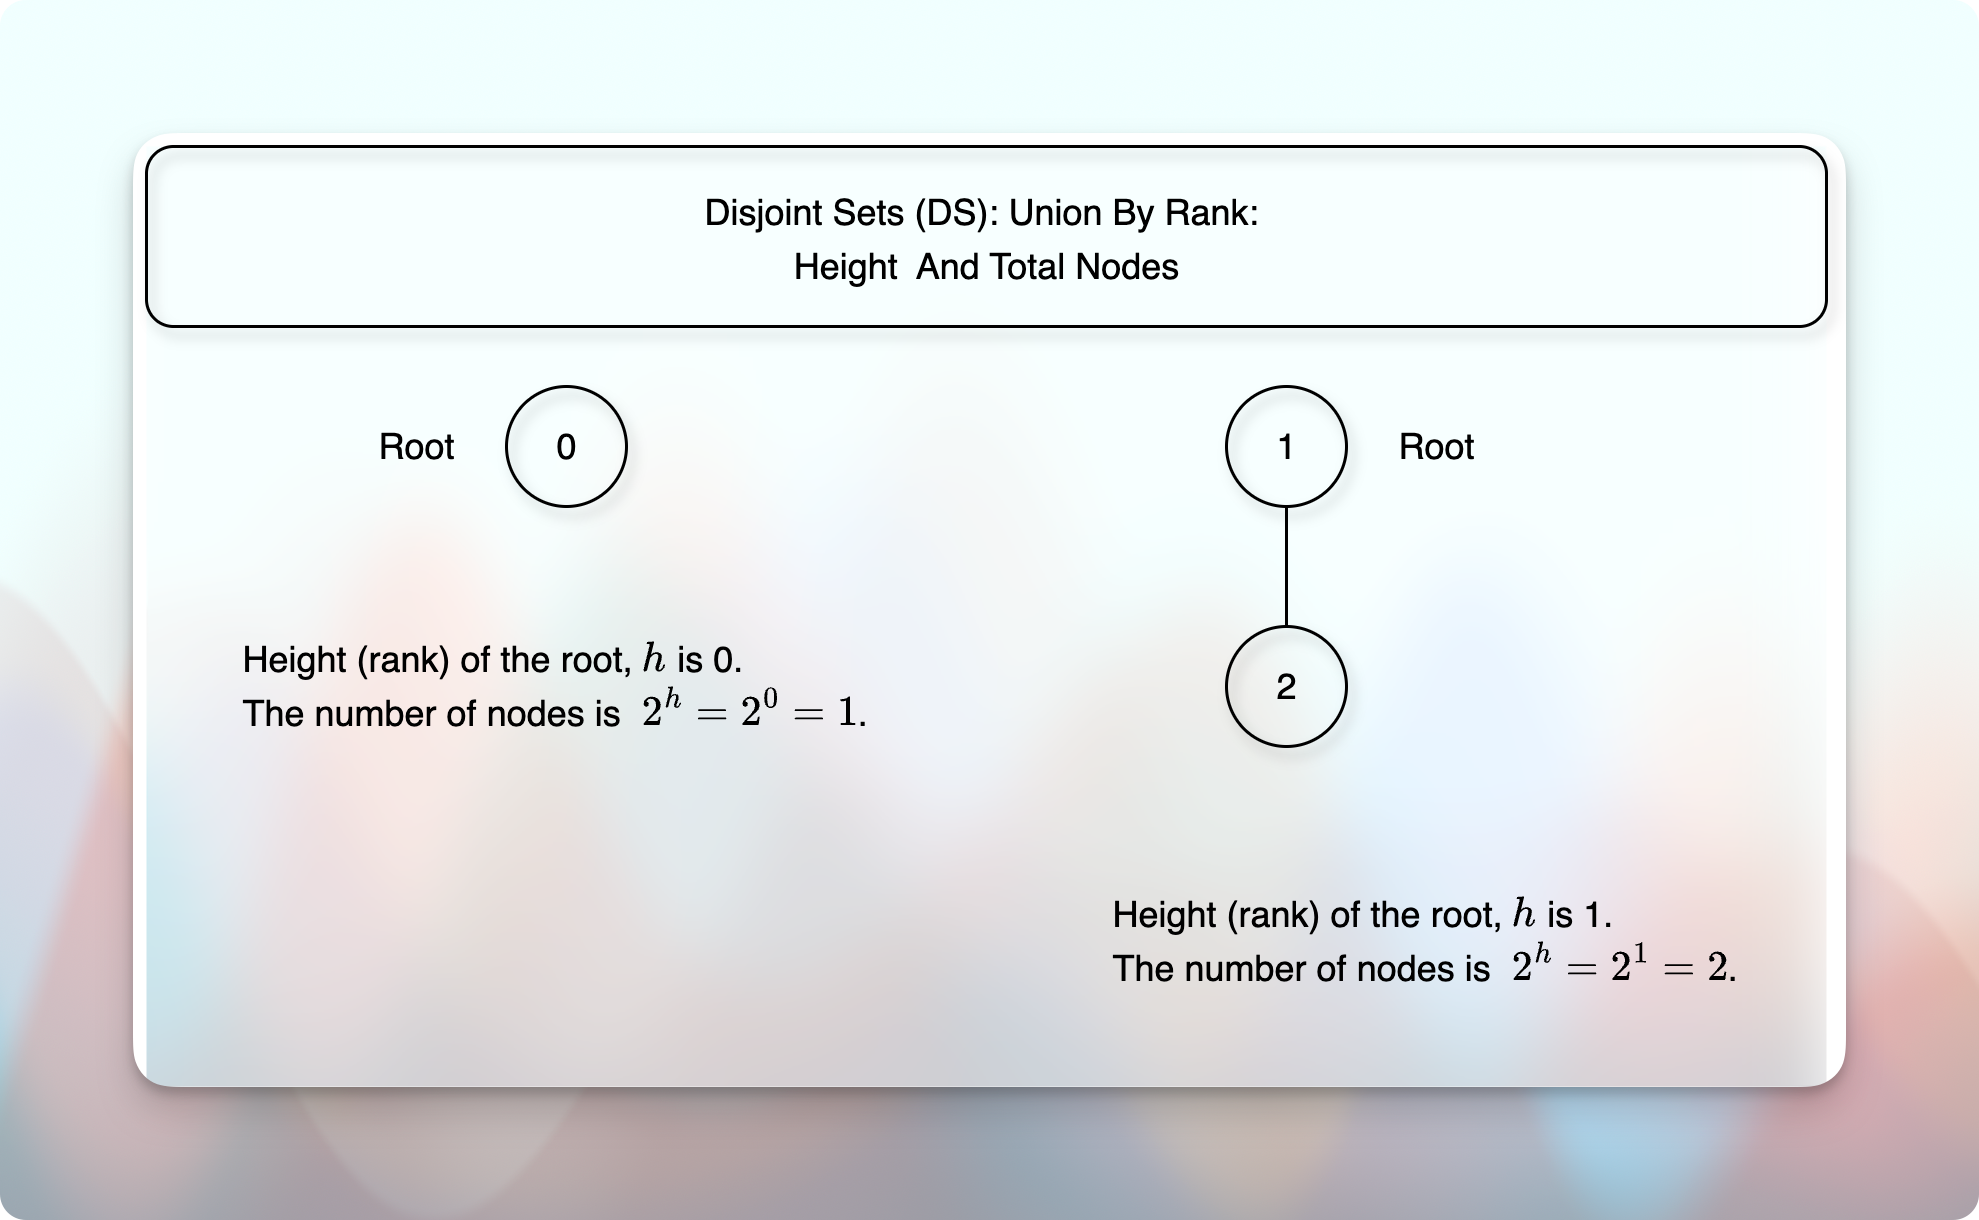 Disjoint Sets (DS): Union By Rank:
Height And Total Nodes
Root 0
1 Root
2
Height (rank) of the root, h is 0.
The number of nodes is 2^h = 2^0 = 1.
Height (rank) of the root, h is 1.
The number of nodes is 2^h = 2^1 = 2.